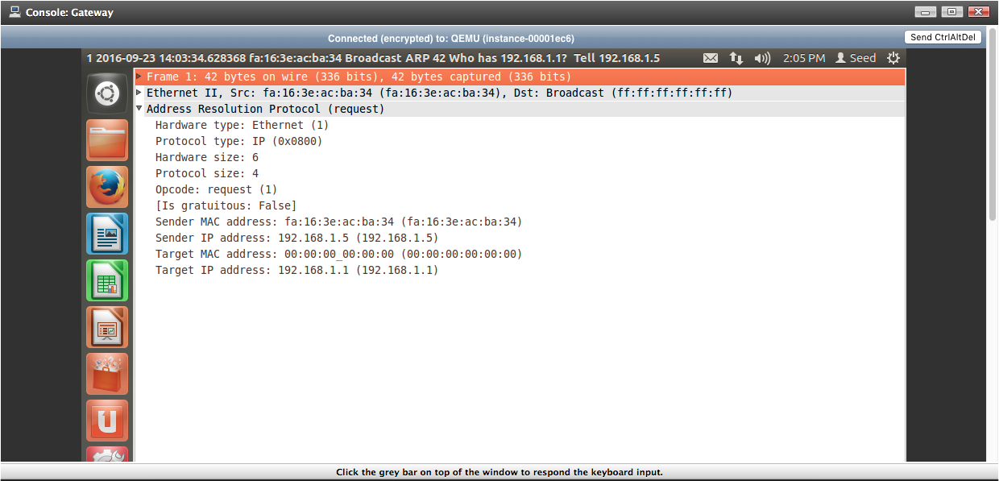 Console: Gateway
Connected (encrypted) to: QEMU (instance-00001ec6)
Send CtrlAltDel
1 2016-09-23 14:03:34.628368 fa:16:3e:ac:ba:34 Broadcast ARP 42 Who has 192.168.1.1?  Tell 192.168.1.5
2:05 PM
Seed
Frame 1: 42 bytes on wire (336 bits), 42 bytes captured (336 bits)
Ethernet II, Src: fa:16:3e:ac:ba:34 (fa:16:3e:ac:ba:34), Dst: Broadcast (ff:ff:ff:ff:ff:ff)
Address Resolution Protocol (request)
Hardware type: Ethernet (1)
Protocol type: IP (0x0800)
Hardware size: 6
Protocol size: 4
Opcode: request (1)
[Is gratuitous: False]
Sender MAC address: fa:16:3e:ac:ba:34 (fa:16:3e:ac:ba:34)
Sender IP address: 192.168.1.5 (192.168.1.5)
Target MAC address: 00:00:00_00:00:00 (00:00:00:00:00:00)
Target IP address: 192.168.1.1 (192.168.1.1)
Click the grey bar on top of the window to respond the keyboard input.